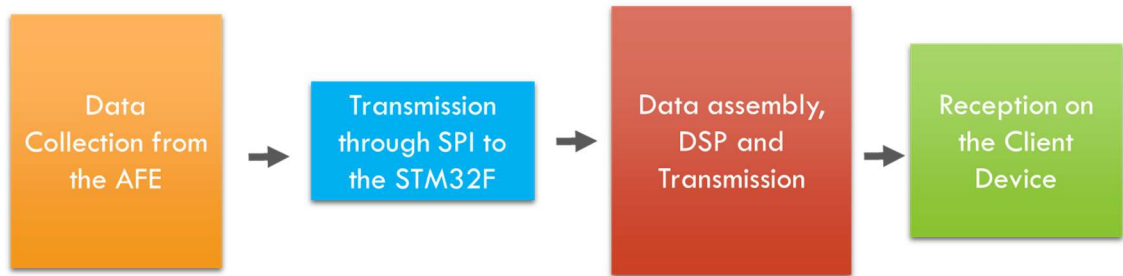 Data
Collection from
the AFE
Transmission
through SPI to
the STM32F
Data assembly,
DSP and
Transmission
Reception on
the Client
Device